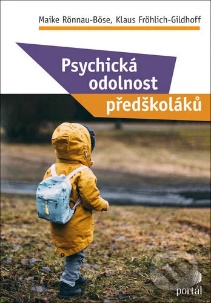 Maike Rönnau-Böse, Klaus Fröhlich-Gildhoff
Psychická
odolnost
předškoláků
portál